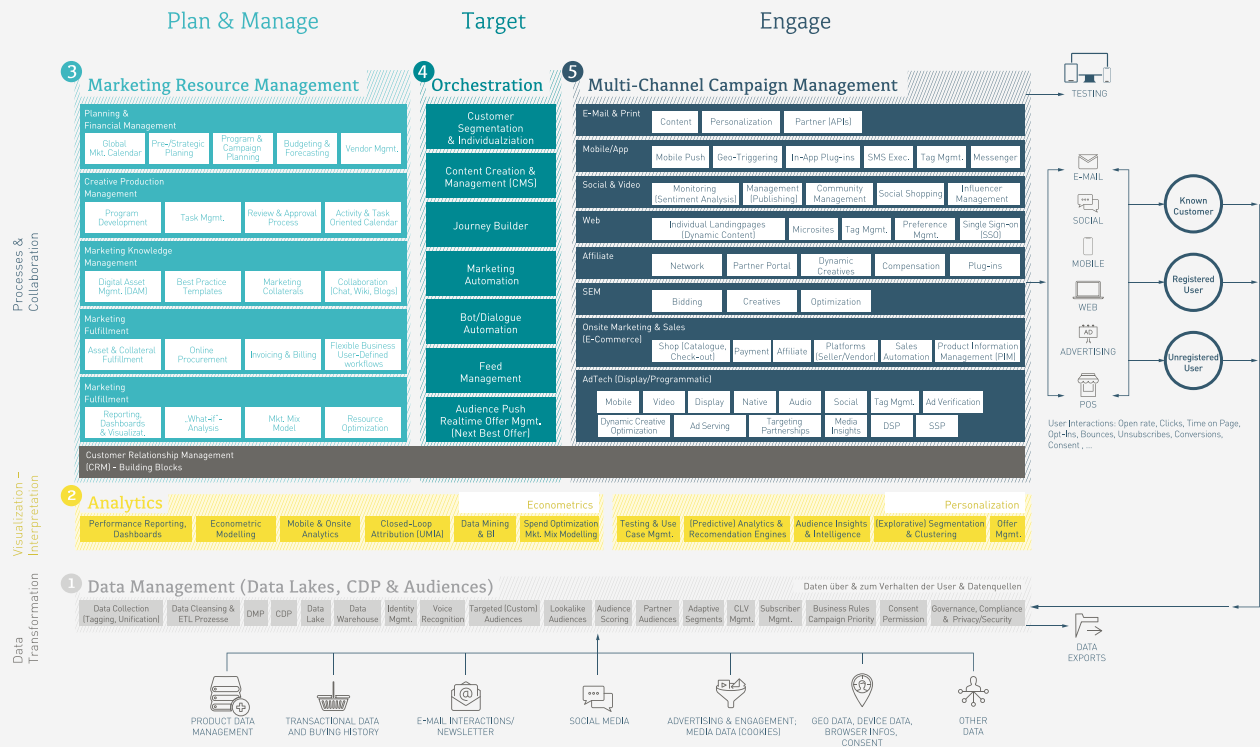 Plan & Manage
Target
Engage
3
Marketing Resource Management
Planning &
Financial Management
Global
Mkt. Calendar
Pre-/Strategic
Planing
Program &
Campaign
Planning
Budgeting &
Forecasting
Vendor Mgmt.
Creative Production
Management
Program
Development
Task Mgmt.
Review & Approval
Process
Activity & Task
Oriented Calendar
Marketing Knowledge
Management
Digital Asset
Mgmt. (DAM)
Best Practice
Templates
Marketing
Collaterals
Collaboration
(Chat, Wiki, Blogs)
Marketing
Fulfillment
Asset & Collateral
Fulfillment
Online
Procurement
Invoicing & Billing
Flexible Business
User-Defined
workflows
Marketing
Fulfillment
Reporting,
Dashboards
& Visualizat.
„What-if“-
Analysis
Mkt. Mix
Model
Resource
Optimization
4
Orchestration
Customer
Segmentation
& Individualziation
Content Creation &
Management (CMS)
Journey Builder
Marketing
Automation
Bot/Dialogue
Automation
Feed
Management
Audience Push
Realtime Offer Mgmt.
(Next Best Offer)
5
Multi-Channel Campaign Management
E-Mail & Print
Content
Personalization
Partner (APIs)
Mobile/App
Mobile Push
Geo-Triggering
In-App Plug-ins
SMS Exec.
Tag Mgmt.
Messenger
Social & Video
Monitoring
(Sentiment Analysis)
Management
(Publishing)
Community
Management
Social Shopping
Influencer
Management
Web
Individual Landingpages
(Dynamic Content)
Microsites
Tag Mgmt.
Preference
Mgmt.
Single Sign-on
(SSO)
Affiliate
Network
Partner Portal
Dynamic
Creatives
Compensation
Plug-ins
SEM
Bidding
Creatives
Optimization
Onsite Marketing & Sales
(E-Commerce)
Shop (Catalogue,
Check-out)
Payment
Affiliate
Platforms
(Seller/Vendor)
Sales
Automation
Product Information
Management (PIM)
AdTech (Display/Programmatic)
Mobile
Video
Display
Native
Audio
Social
Tag Mgmt.
Ad Verification
Dynamic Creative
Optimization
Ad Serving
Targeting
Partnerships
Media
Insights
DSP
SSP
Customer Relationship Management
(CRM) - Building Blocks
Processes &
Collaboration
TESTING
E-MAIL
SOCIAL
MOBILE
WEB
AD
ADVERTISING
POS
Known
Customer
Registered
User
Unregistered
User
User Interactions: Open rate, Clicks, Time on Page,
Opt-Ins, Bounces, Unsubscribes, Conversions,
Consent , ...
Visualization –
Interpretation
2
Analytics
Econometrics
Personalization
Performance Reporting,
Dashboards
Econometric
Modelling
Mobile & Onsite
Analytics
Closed-Loop
Attribution (UMIA)
Data Mining
& BI
Spend Optimization
Mkt. Mix Modelling
Testing & Use
Case Mgmt.
(Predictive) Analytics &
Recomendation Engines
Audience Insights
& Intelligence
(Explorative) Segmentation
& Clustering
Offer
Mgmt.
Data
Transformation
1
Data Management (Data Lakes, CDP & Audiences)
Daten über & zum Verhalten der User & Datenquellen
Data Collection
(Tagging, Unification)
Data Cleansing &
ETL Prozesse
DMP
CDP
Data
Lake
Data
Warehouse
Identity
Mgmt.
Voice
Recognition
Targeted (Custom)
Audiences
Lookalike
Audiences
Audience
Scoring
Partner
Audiences
Adaptive
Segments
CLV
Mgmt.
Subscriber
Mgmt.
Business Rules
Campaign Priority
Consent
Permission
Governance, Compliance
& Privacy/Security
DATA
EXPORTS
PRODUCT DATA
MANAGEMENT
TRANSACTIONAL DATA
AND BUYING HISTORY
E-MAIL INTERACTIONS/
NEWSLETTER
SOCIAL MEDIA
ADVERTISING & ENGAGEMENT;
MEDIA DATA (COOKIES)
GEO DATA, DEVICE DATA,
BROWSER INFOS,
CONSENT
OTHER
DATA